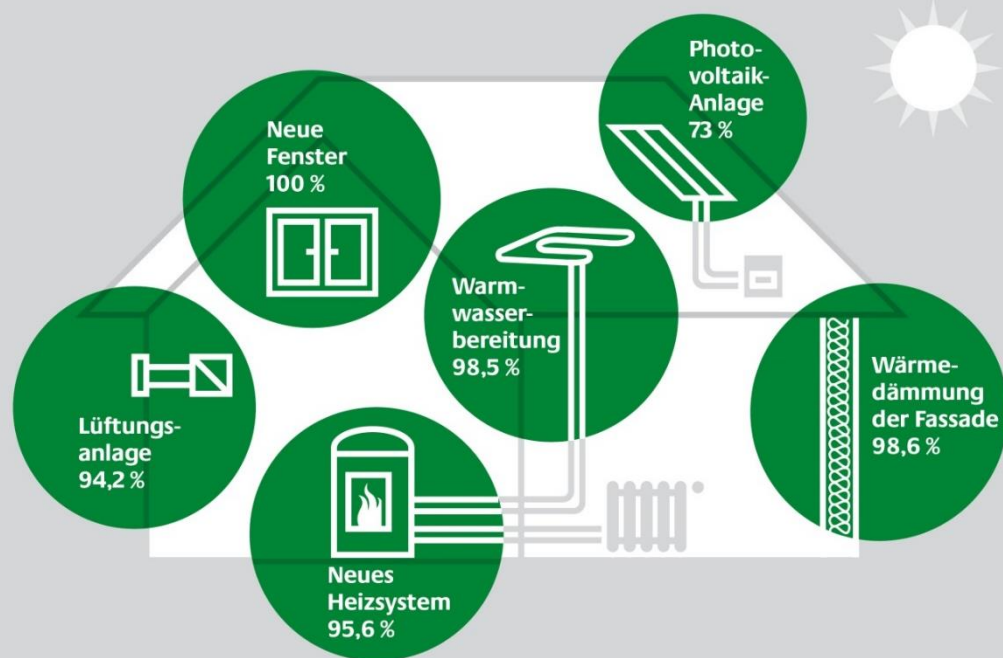 Photo-
voltaik-
Anlage
73 %
Neue
Fenster
100 %
Warm-
wasser-
bereitung
98,5 %
Wärme-
dämmung
der Fassade
98,6 %
Lüftungs-
anlage
94,2 %
Neues
Heizsystem
95,6 %